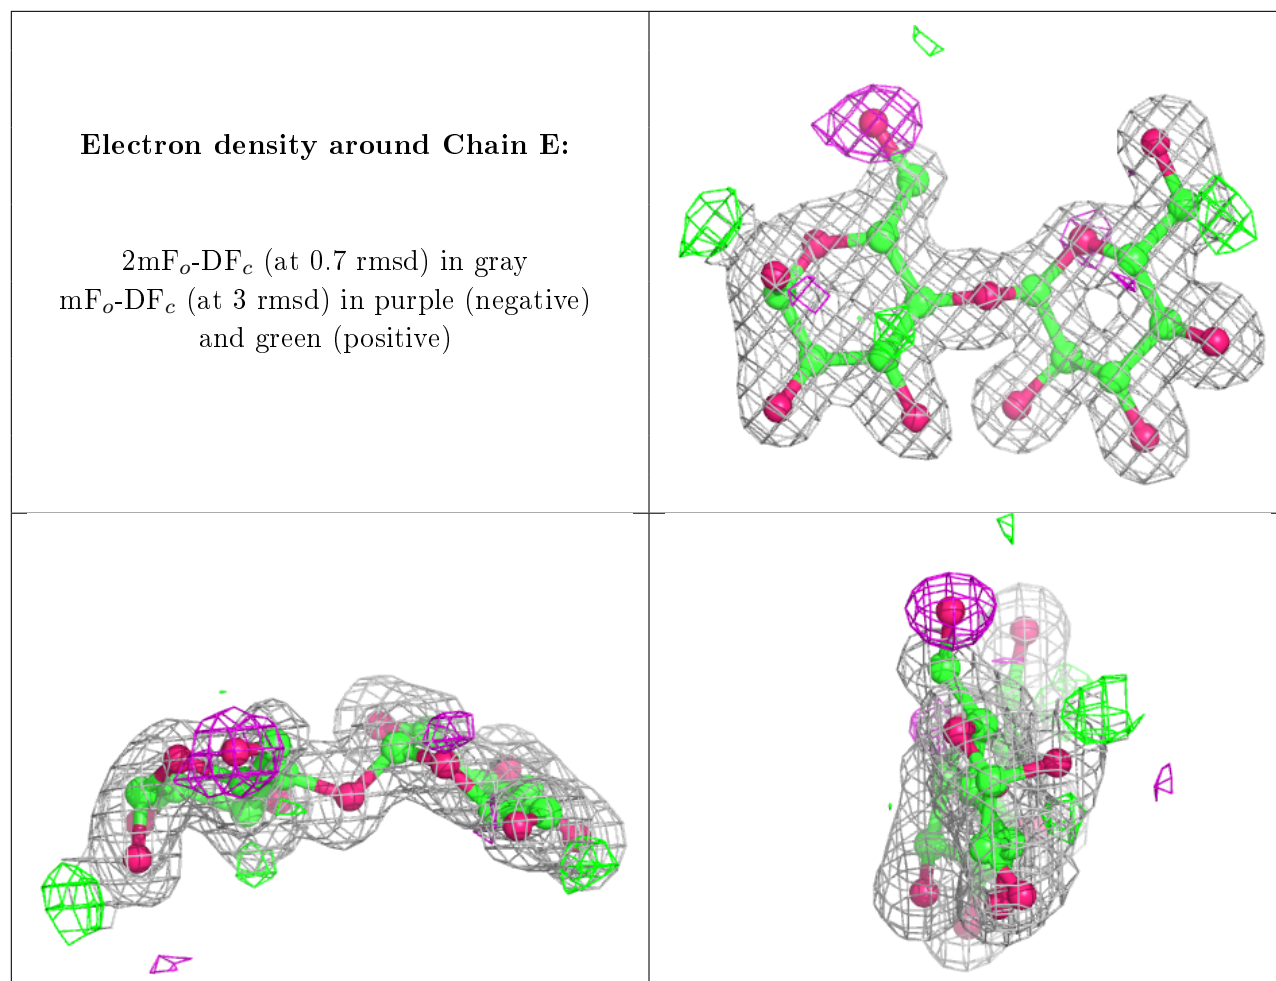 Electron density around Chain E:
2mFₒ-DF𝑐 (at 0.7 rmsd) in gray
mFₒ-DF𝑐 (at 3 rmsd) in purple (negative)
and green (positive)